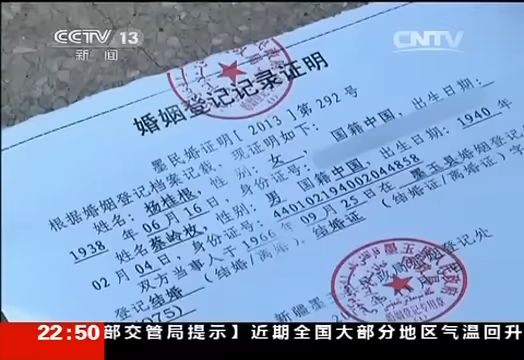 CCTV 13
新闻
CNTV
婚姻登记记录证明
墨民婚证明[2013]第292号
根据婚姻登记档案记载,现证明如下:
姓名:杨桂根,性别:女,国籍中国,出生日期:
1938年06月16日,身份证号:
姓名蔡岭枚,性别:男,国籍中国,出生日期:1940年
02月04日,身份证号:440102194002044858
双方当事人于1966年09月25日在墨玉县婚姻登记
登记结婚(结婚/离婚),结婚证(结婚证/离婚证)字
075)
新疆墨
登记处
22:50
部交管局提示】近期全国大部分地区气温回升